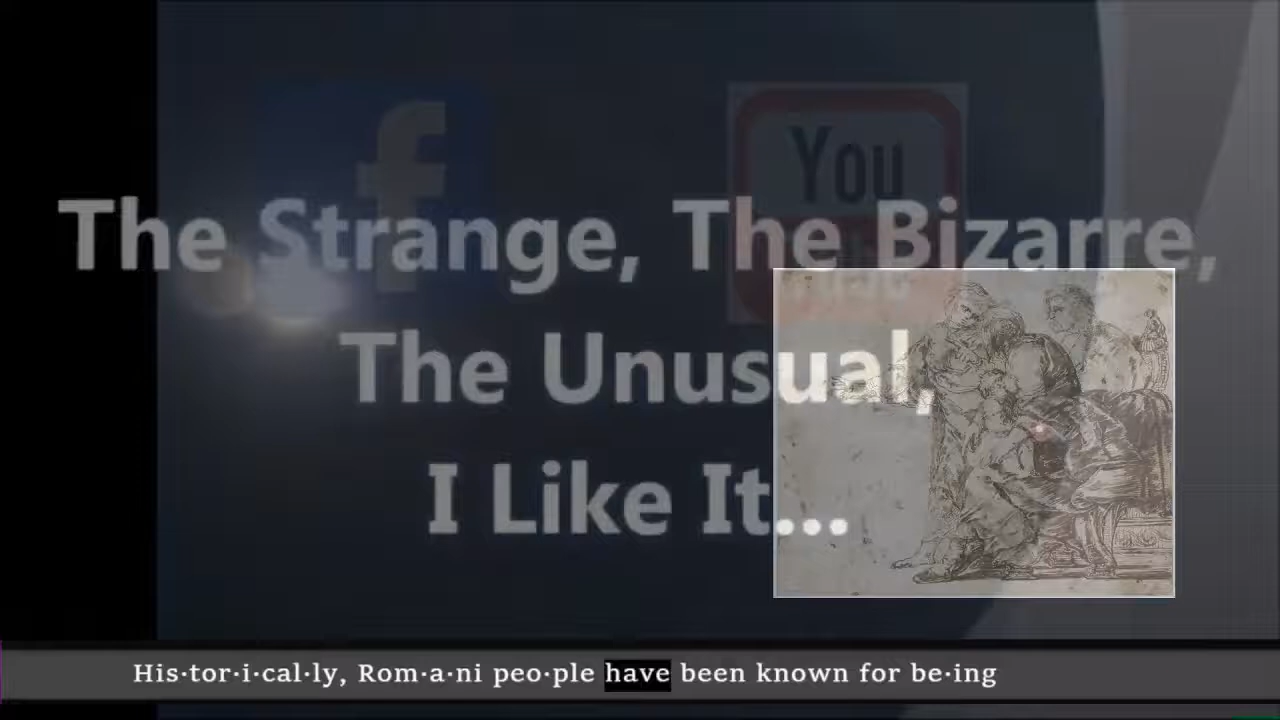 f
You
The Strange, The Bizarre,
The Unusual,
I Like It...
His·tor·i·cal·ly, Rom·a·ni peo·ple have been known for be·ing